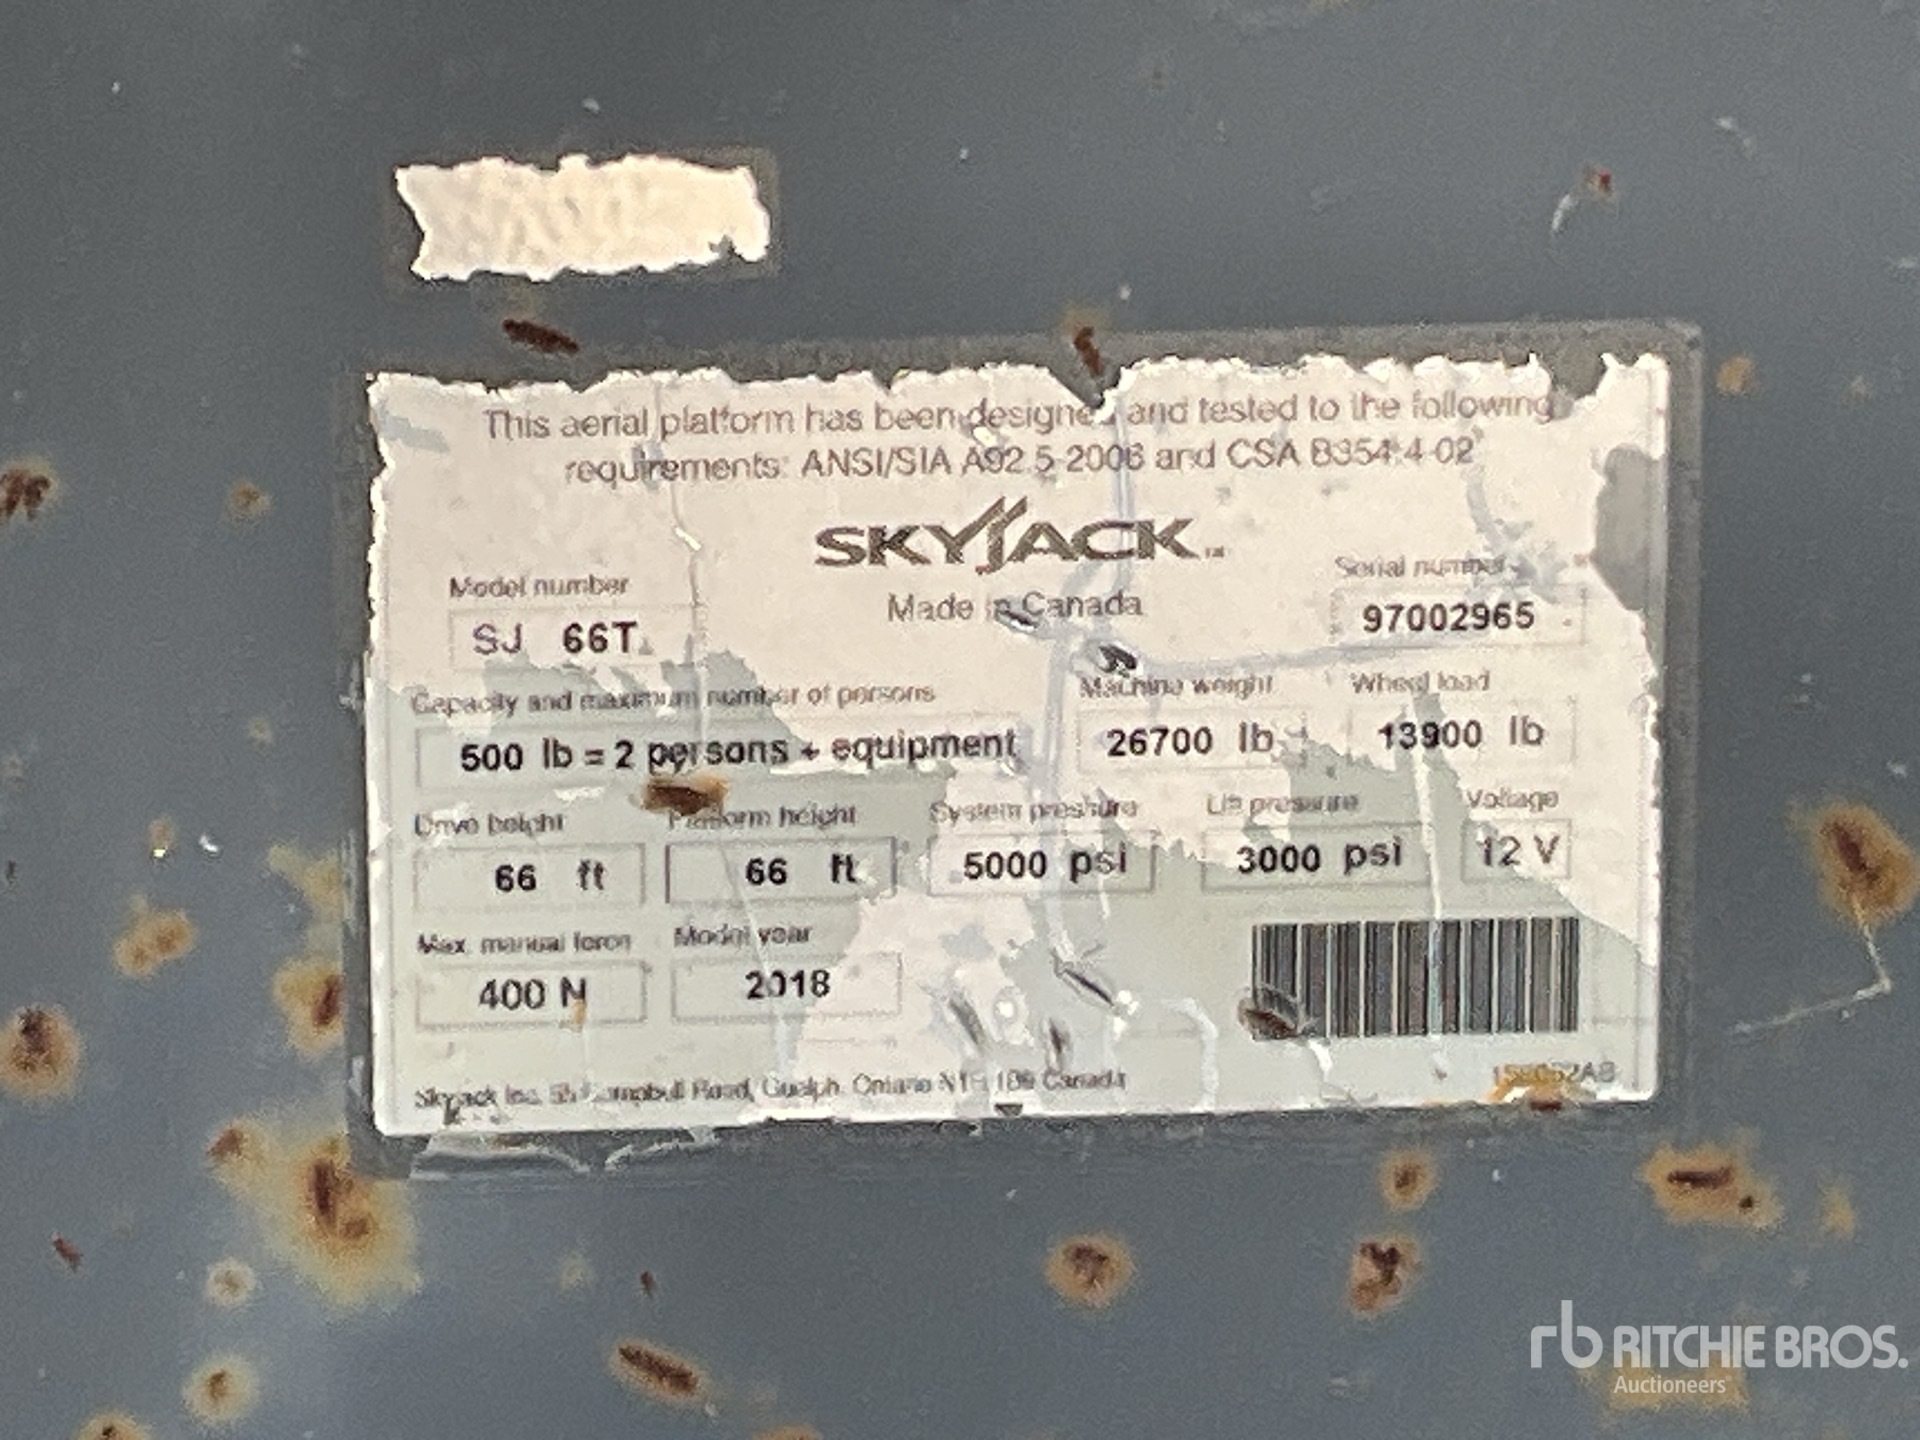 This aerial platform has been designed and tested to the following
requirements: ANSI/SIA A92.5-2006 and CSA B354.4-02
SKYJACK™
Made in Canada
Model number
SJ 66T
Serial number
97002965
Capacity and maximum number of persons
500 lb = 2 persons + equipment
Machine weight
26700 lb
Wheel load
13900 lb
Drive height
66 ft
Platform height
66 ft
System pressure
5000 psi
Lift pressure
3000 psi
Voltage
12 V
Max. manual force
400 N
Model year
2018
Skyjack Inc. 55 Campbell Road, Guelph, Ontario N1H 1B9 Canada
rb RITCHIE BROS.
Auctioneers